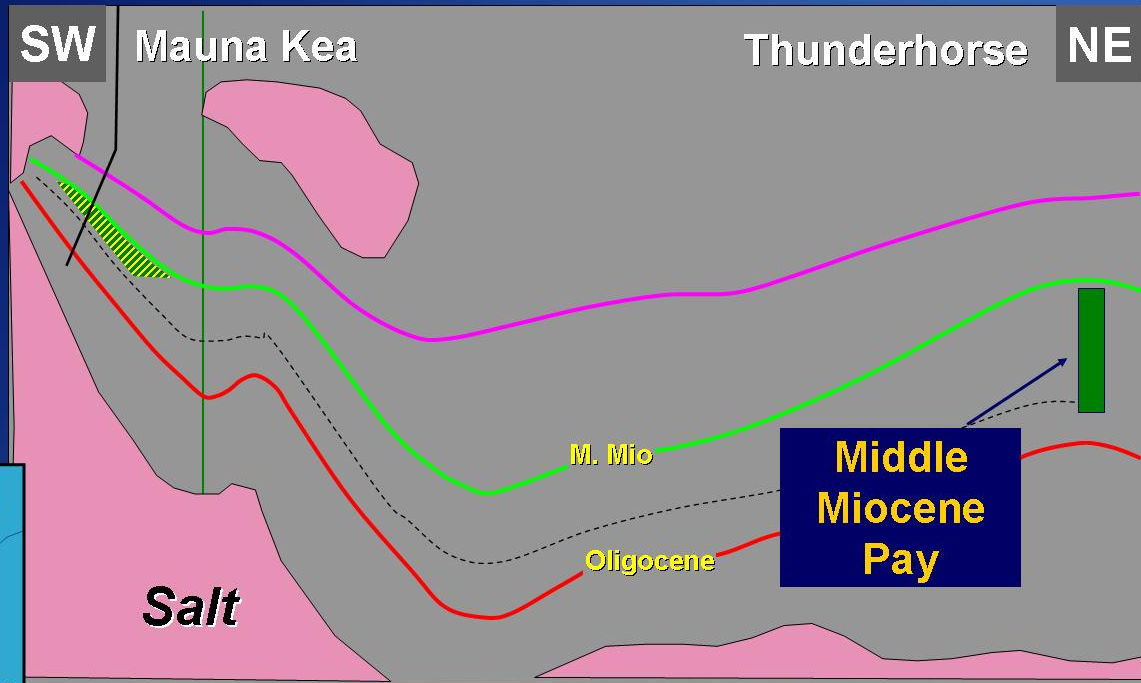 SW
Mauna Kea
Thunderhorse
NE
M. Mio
Middle
Miocene
Pay
Oligocene
Salt